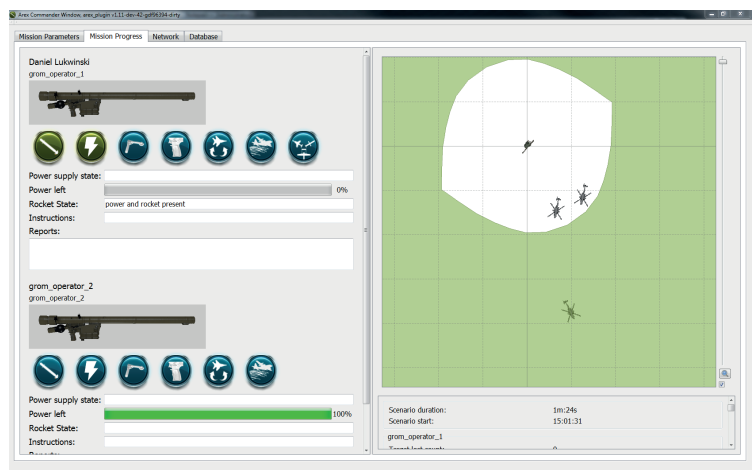 Arex Commander Window, arex_plugin v1.11-dev-42-gdf96394-dirty
Mission Parameters Mission Progress Network Database
Daniel Lukwinski
grom_operator_1
Power supply state:
Power left 0%
Rocket State: power and rocket present
Instructions:
Reports:
grom_operator_2
grom_operator_2
Power supply state:
Power left 100%
Rocket State:
Instructions:
Scenario duration: 1m:24s
Scenario start: 15:01:31
grom_operator_1